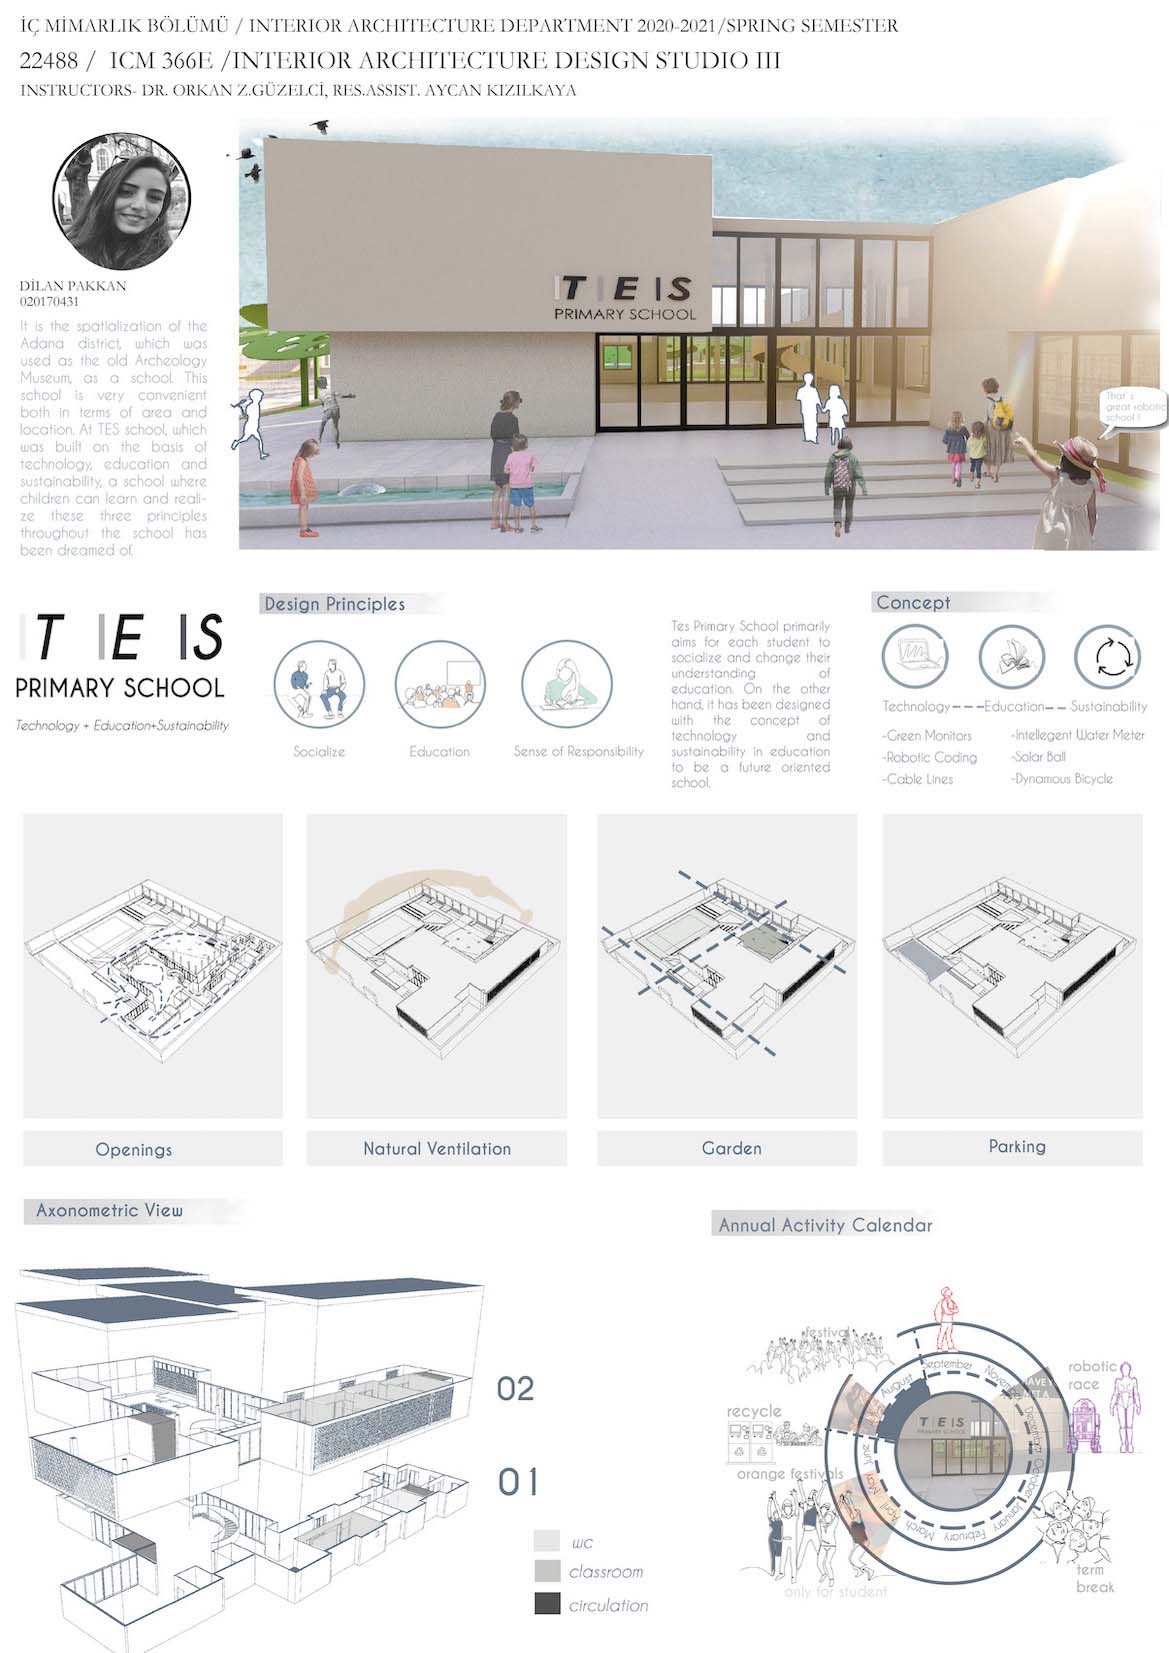 İÇ MİMARLIK BÖLÜMÜ / INTERIOR ARCHITECTURE DEPARTMENT 2020-2021/SPRING SEMESTER
22488 / ICM 366E /INTERIOR ARCHITECTURE DESIGN STUDIO III
INSTRUCTORS- DR. ORKAN Z.GÜZELCİ, RES.ASSIST. AYCAN KIZILKAYA
DİLAN PAKKAN
020170431
It is the spatialization of the
Adana district, which was
used as the old Archeology
Museum, as a school. This
school is very convenient
both in terms of area and
location. At TES school, which
was built on the basis of
technology, education and
sustainability, a school where
children can learn and reali-
ze these three principles
throughout the school has
been dreamed of.
T E S
PRIMARY SCHOOL
That's
great robotic
school !
T E S
PRIMARY SCHOOL
Technology + Education+Sustainability
Design Principles
Socialize
Education
Sense of Responsibility
Tes Primary School primarily
aims for each student to
socialize and change their
understanding of
education. On the other
hand, it has been designed
with the concept of
technology and
sustainability in education
to be a future oriented
school.
Concept
Technology---Education--- Sustainability
-Green Monitors
-Robotic Coding
-Cable Lines
-Intellegent Water Meter
-Solar Ball
-Dynamous Bicycle
Openings
Natural Ventilation
Garden
Parking
Axonometric View
02
01
wc
classroom
circulation
Annual Activity Calendar
festival
recycle
orange festivals
only for student
robotic
race
term
break
August
September
December
October
January
February
March
April
May
June
T E S
PRIMARY SCHOOL